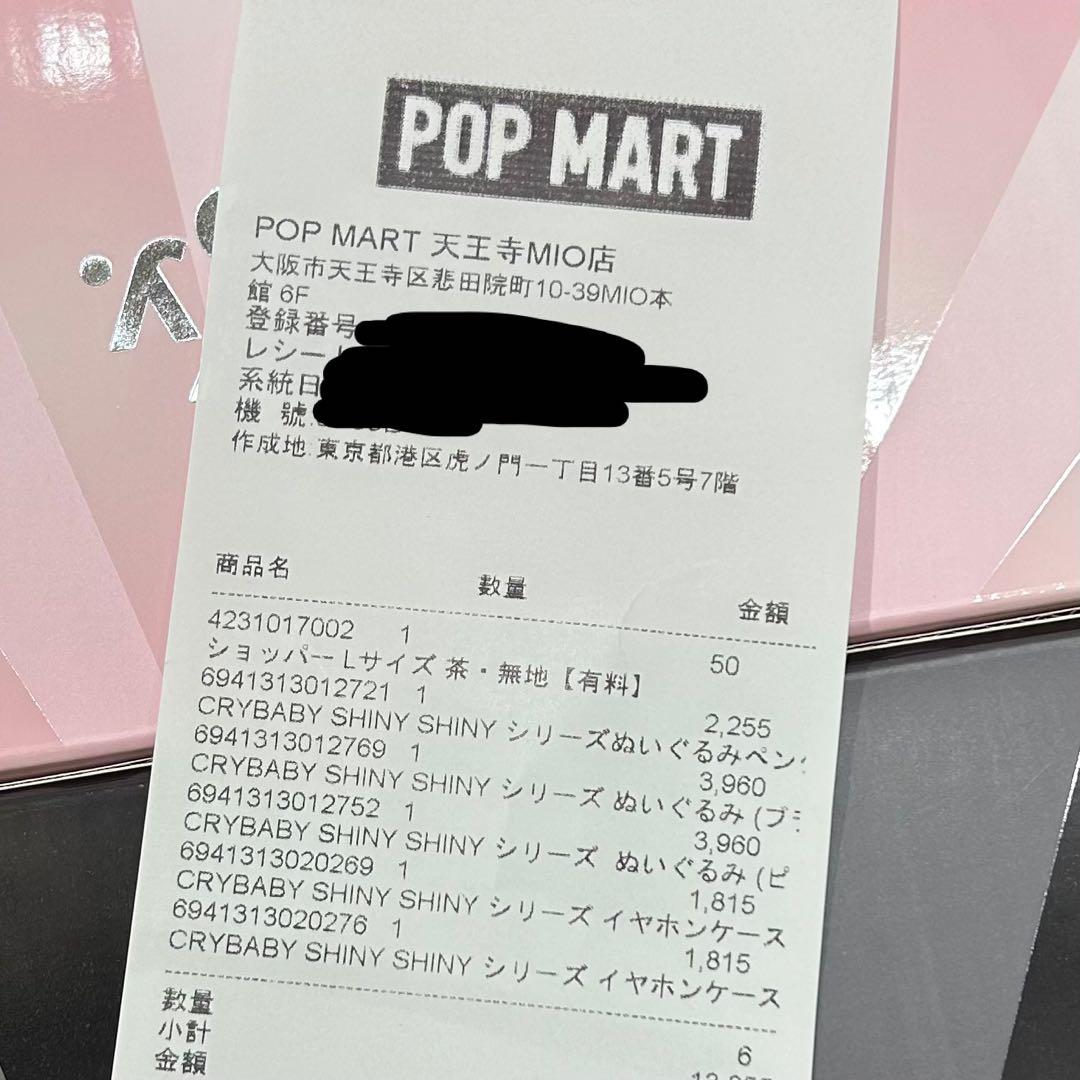 POP MART
POP MART 天王寺MIO店
大阪市天王寺区悲田院町10-39MIO本
館 6F
登録番号
レシー
系統日
機 號:
作成地:東京都港区虎ノ門一丁目13番5号7階
商品名 数量 金額
4231017002 1 50
ショッパーLサイズ 茶・無地【有料】
6941313012721 1 2,255
CRYBABY SHINY SHINY シリーズぬいぐるみペン
6941313012769 1 3,960
CRYBABY SHINY SHINY シリーズ ぬいぐるみ (ブラ
6941313012752 1 3,960
CRYBABY SHINY SHINY シリーズ ぬいぐるみ (ピ
6941313020269 1 1,815
CRYBABY SHINY SHINY シリーズ イヤホンケース
6941313020276 1 1,815
CRYBABY SHINY SHINY シリーズ イヤホンケース
数量 6
小計
金額